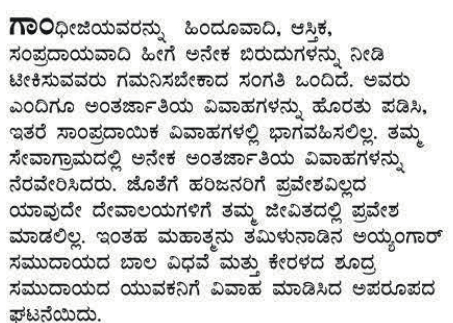 ಗಾಂಧೀಜಿಯವರನ್ನು ಹಿಂದೂವಾದಿ, ಆಸ್ತಿಕ,
ಸಂಪ್ರದಾಯವಾದಿ ಹೀಗೆ ಅನೇಕ ಬಿರುದುಗಳನ್ನು ನೀಡಿ
ಟೀಕಿಸುವವರು ಗಮನಿಸಬೇಕಾದ ಸಂಗತಿ ಒಂದಿದೆ. ಅವರು
ಎಂದಿಗೂ ಅಂತರ್ಜಾತಿಯ ವಿವಾಹಗಳನ್ನು ಹೊರತು ಪಡಿಸಿ,
ಇತರೆ ಸಾಂಪ್ರದಾಯಿಕ ವಿವಾಹಗಳಲ್ಲಿ ಭಾಗವಹಿಸಲಿಲ್ಲ. ತಮ್ಮ
ಸೇವಾಗ್ರಾಮದಲ್ಲಿ ಅನೇಕ ಅಂತರ್ಜಾತಿಯ ವಿವಾಹಗಳನ್ನು
ನೆರವೇರಿಸಿದರು. ಜೊತೆಗೆ ಹರಿಜನರಿಗೆ ಪ್ರವೇಶವಿಲ್ಲದ
ಯಾವುದೇ ದೇವಾಲಯಗಳಿಗೆ ತಮ್ಮ ಜೀವಿತದಲ್ಲಿ ಪ್ರವೇಶ
ಮಾಡಲಿಲ್ಲ. ಇಂತಹ ಮಹಾತ್ಮನು ತಮಿಳುನಾಡಿನ ಅಯ್ಯಂಗಾರ್
ಸಮುದಾಯದ ಬಾಲ ವಿಧವೆ ಮತ್ತು ಕೇರಳದ ಶೂದ್ರ
ಸಮುದಾಯದ ಯುವಕನಿಗೆ ವಿವಾಹ ಮಾಡಿಸಿದ ಅಪರೂಪದ
ಘಟನೆಯಿದು.